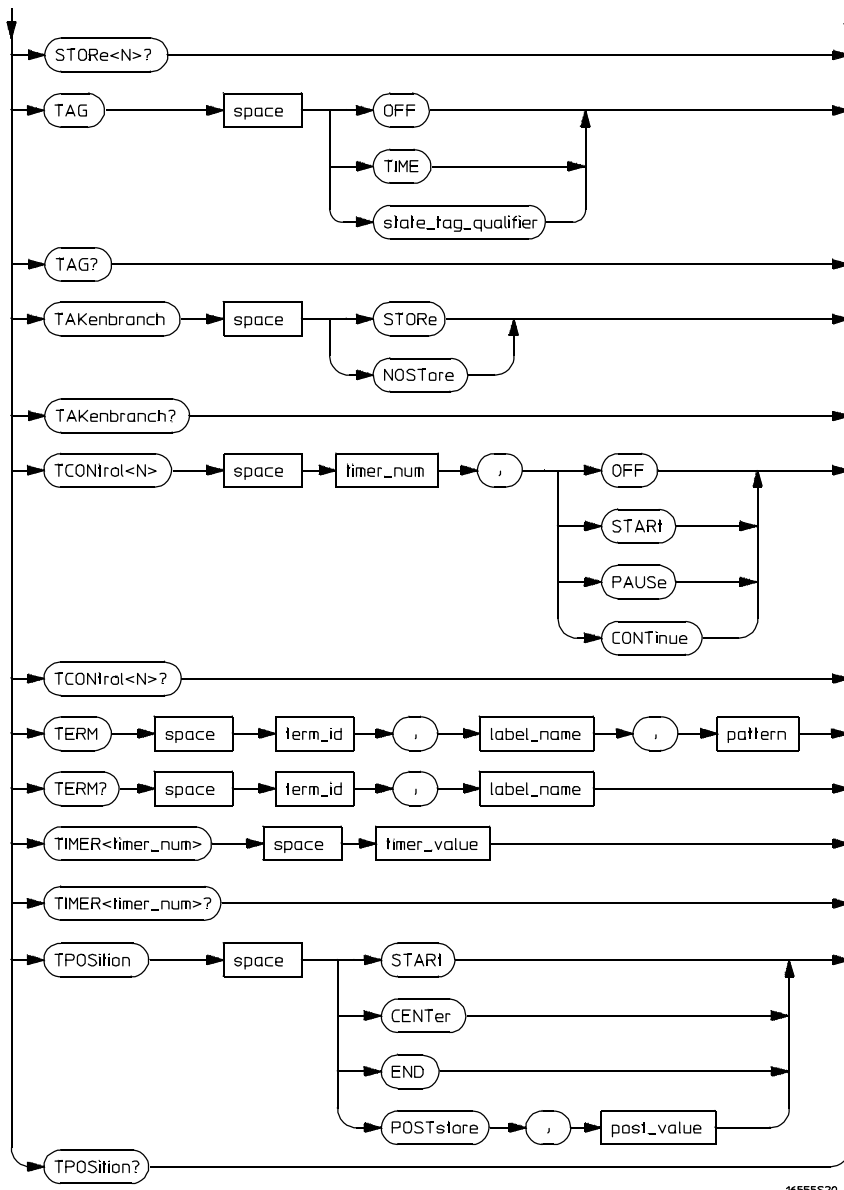 STORe<N>?
TAG space OFF
TIME
state_tag_qualifier
TAG?
TAKenbranch space STORe
NOSTore
TAKenbranch?
TCONtrol<N> space timer_num , OFF
STARt
PAUSe
CONTinue
TCONtrol<N>?
TERM space term_id , label_name , pattern
TERM? space term_id , label_name
TIMER<timer_num> space timer_value
TIMER<timer_num>?
TPOSition space STARt
CENTer
END
POSTstore , post_value
TPOSition?